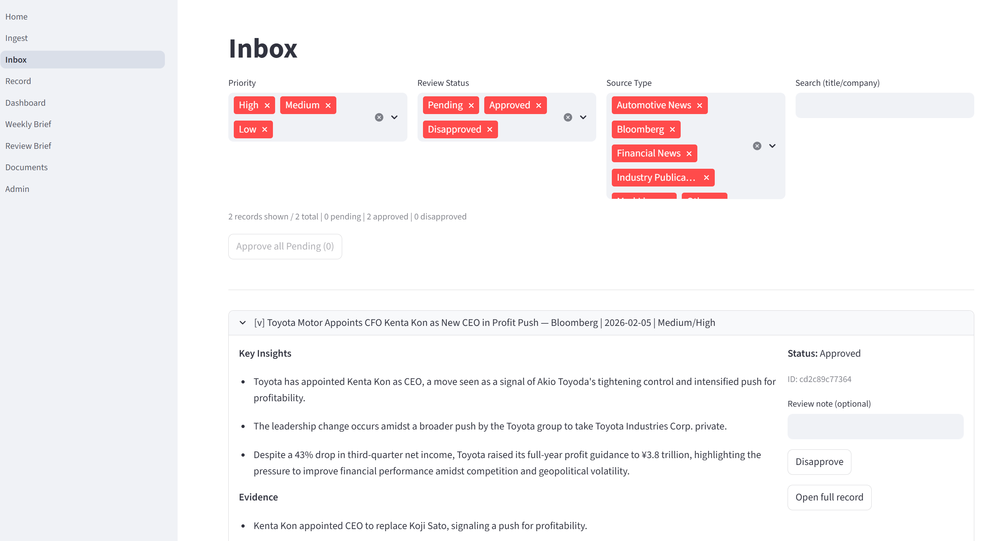 Home
Ingest
Inbox
Record
Dashboard
Weekly Brief
Review Brief
Documents
Admin
Inbox
Priority
High
Medium
Low
Review Status
Pending
Approved
Disapproved
Source Type
Automotive News
Bloomberg
Financial News
Industry Publica...
Search (title/company)
2 records shown / 2 total | 0 pending | 2 approved | 0 disapproved
Approve all Pending (0)
[v] Toyota Motor Appoints CFO Kenta Kon as New CEO in Profit Push — Bloomberg | 2026-02-05 | Medium/High
Key Insights
Toyota has appointed Kenta Kon as CEO, a move seen as a signal of Akio Toyoda's tightening control and intensified push for
profitability.
The leadership change occurs amidst a broader push by the Toyota group to take Toyota Industries Corp. private.
Despite a 43% drop in third-quarter net income, Toyota raised its full-year profit guidance to ¥3.8 trillion, highlighting the
pressure to improve financial performance amidst competition and geopolitical volatility.
Evidence
Kenta Kon appointed CEO to replace Koji Sato, signaling a push for profitability.
Status: Approved
ID: cd2c89c77364
Review note (optional)
Disapprove
Open full record